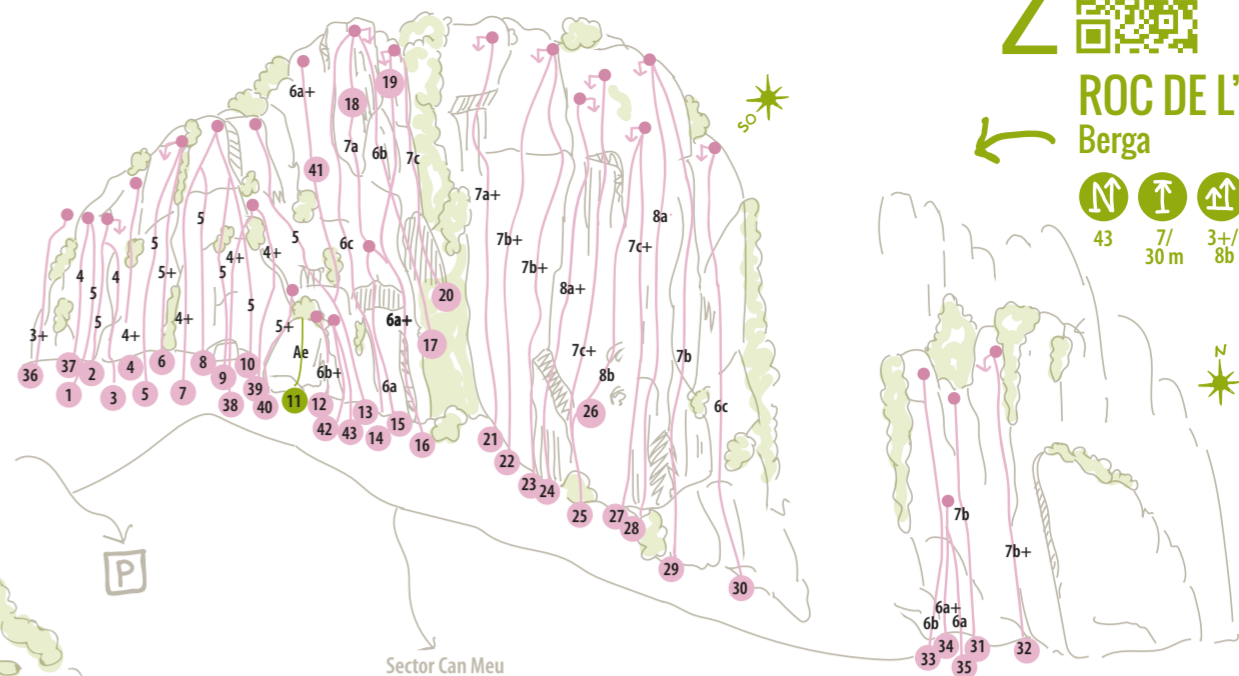 Z
ROC DE L'
Berga
43
7/
30 m
3+/
8b
SO
N
6a+
18
19
7a
6b
7c
41
7a+
5
8a
5
5
6c
7b+
7c+
4
4
5+
5
4+
4+
7b+
5
8a+
20
5
5
4+
4+
5+
6a+
17
3+
Ae
6b+
7c+
8b
7b
6a
6c
36
37
2
4
6
8
10
9
39
1
3
5
7
38
40
11
12
13
15
26
42
43
14
16
21
22
23
24
25
27
28
29
30
7b
7b+
6a+
6b
6a
33
34
35
31
32
P
Sector Can Meu